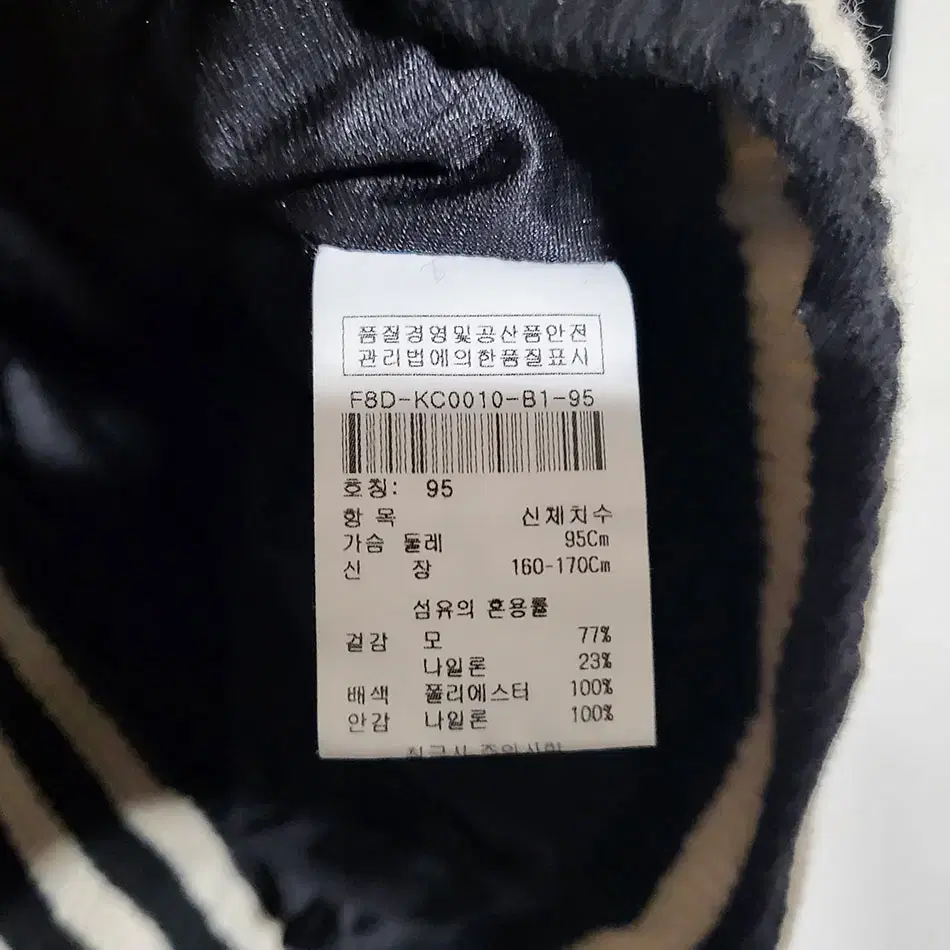 품질경영및공산품안전
관리법에의한품질표시
F8D-KC0010-B1-95
호칭: 95
항 목 신체치수
가슴 둘레 95Cm
신 장 160-170Cm
섬유의 혼용률
겉감 모 77%
나일론 23%
배색 폴리에스터 100%
안감 나일론 100%